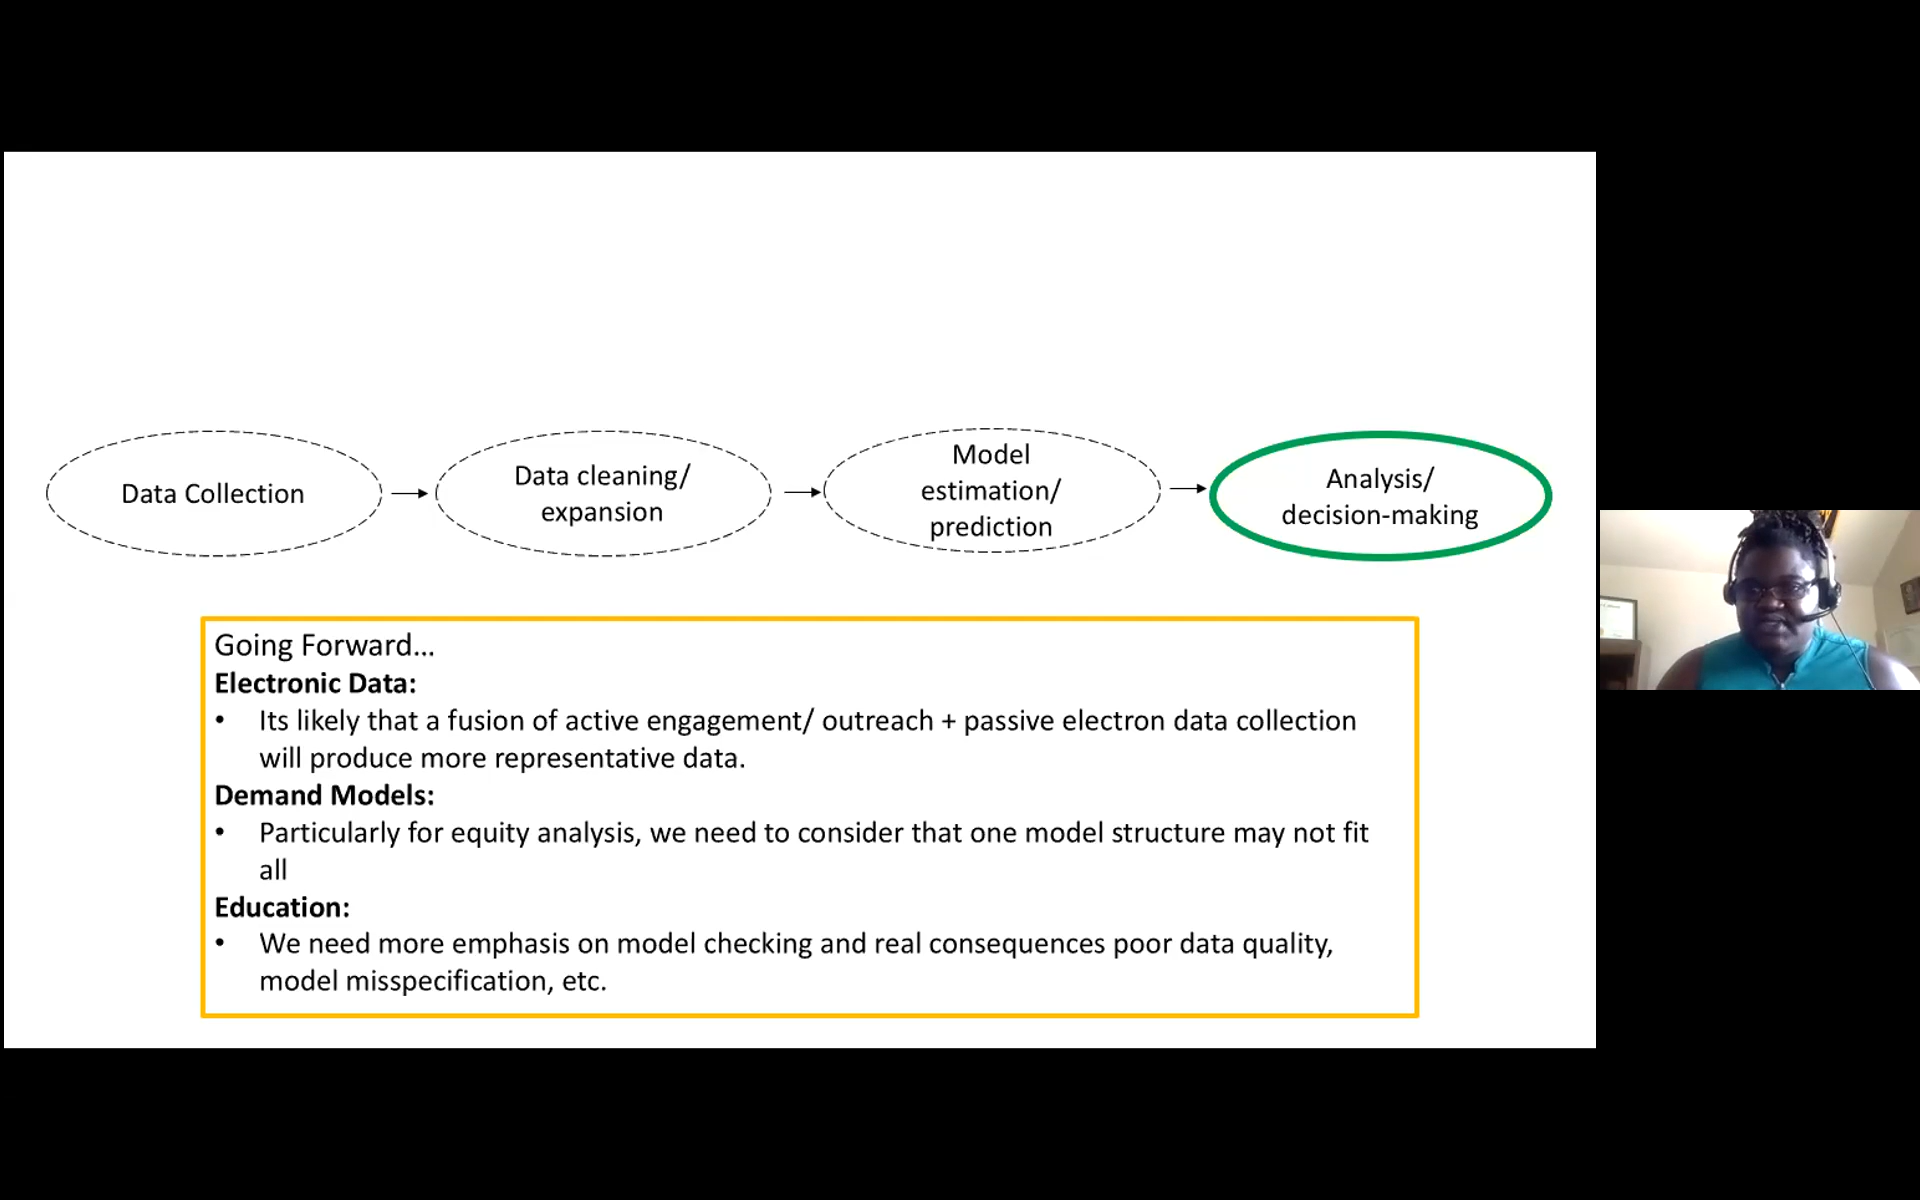 Data Collection
Data cleaning/
expansion
Model
estimation/
prediction
Analysis/
decision-making
Going Forward...
Electronic Data:
• Its likely that a fusion of active engagement/ outreach + passive electron data collection
will produce more representative data.
Demand Models:
• Particularly for equity analysis, we need to consider that one model structure may not fit
all
Education:
• We need more emphasis on model checking and real consequences poor data quality,
model misspecification, etc.